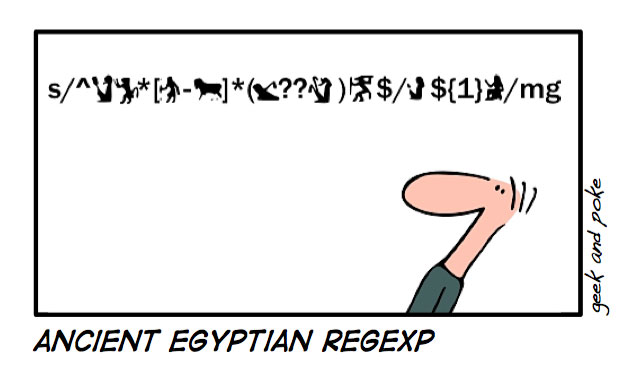 s/^*[-]*(??)$/${1}/mg
geek and poke
ANCIENT EGYPTIAN REGEXP